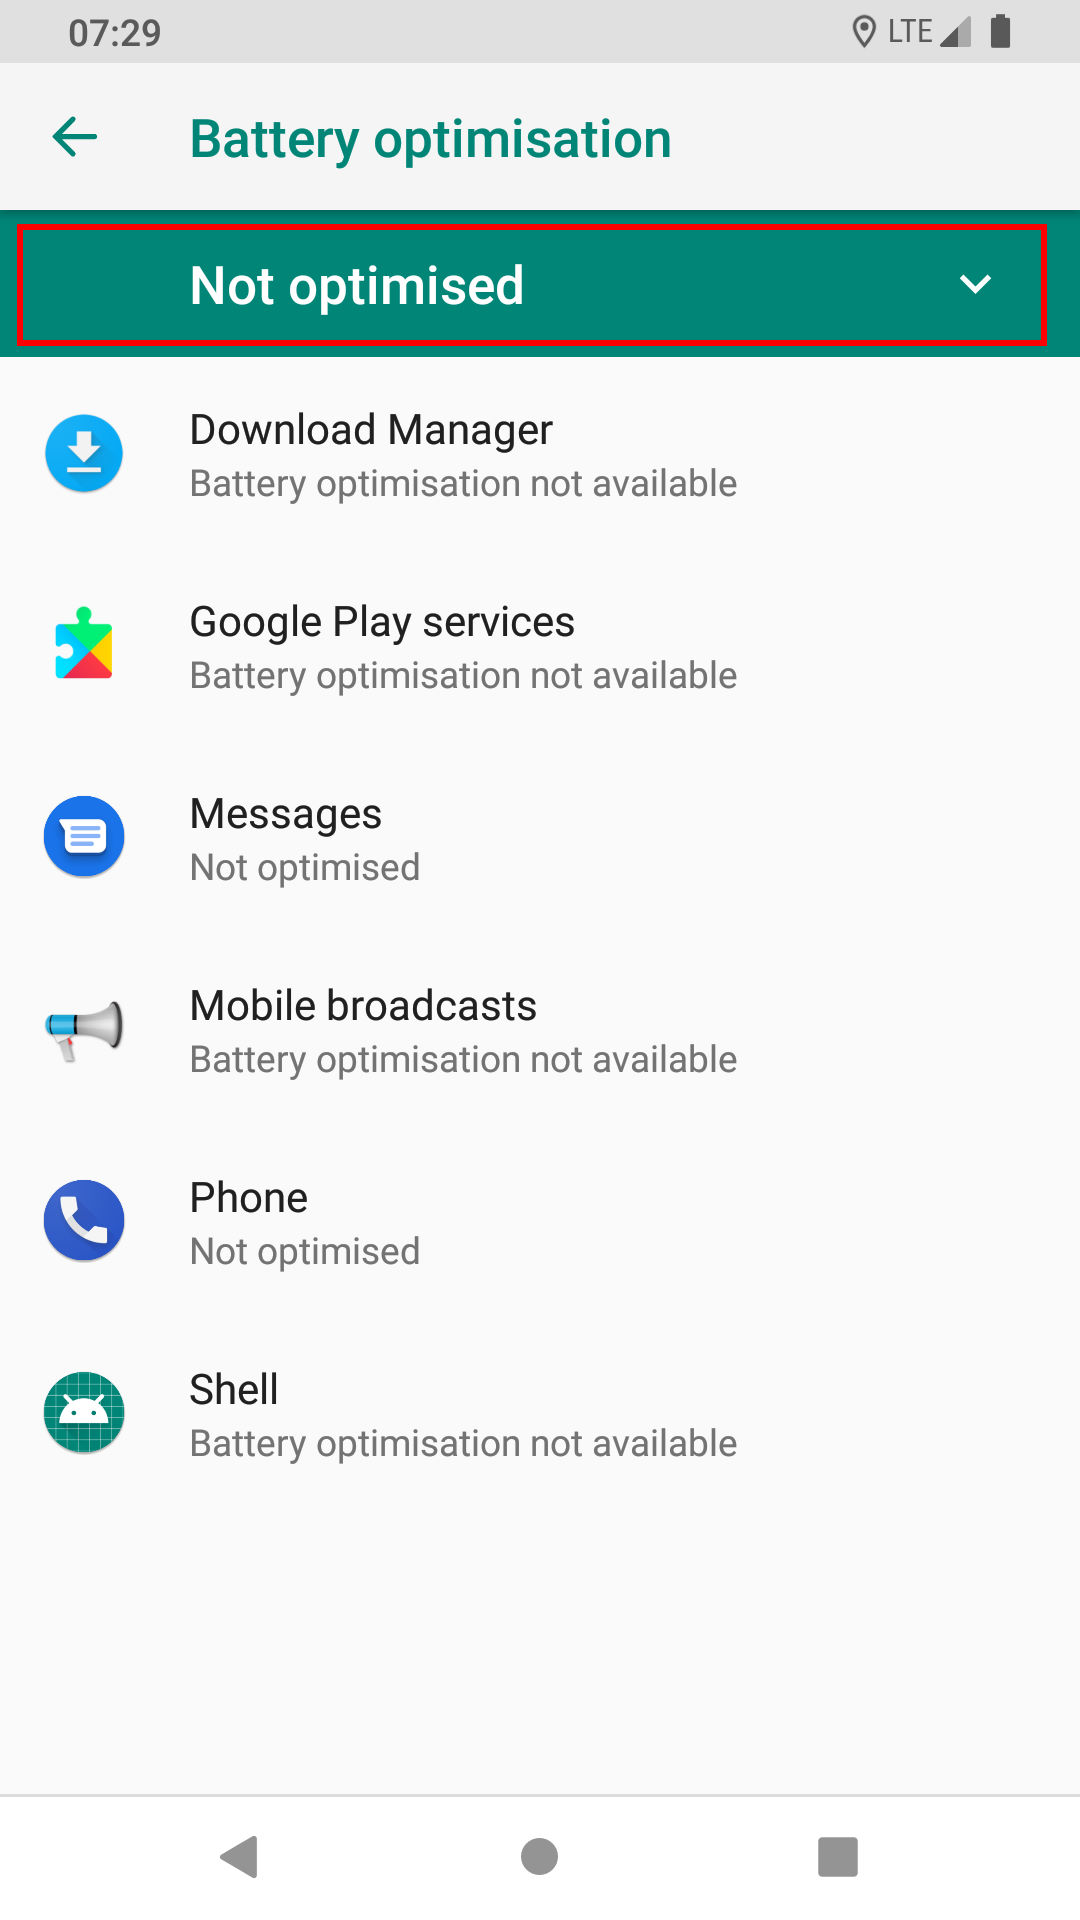 07:29
LTE
Battery optimisation
Not optimised
Download Manager
Battery optimisation not available
Google Play services
Battery optimisation not available
Messages
Not optimised
Mobile broadcasts
Battery optimisation not available
Phone
Not optimised
Shell
Battery optimisation not available